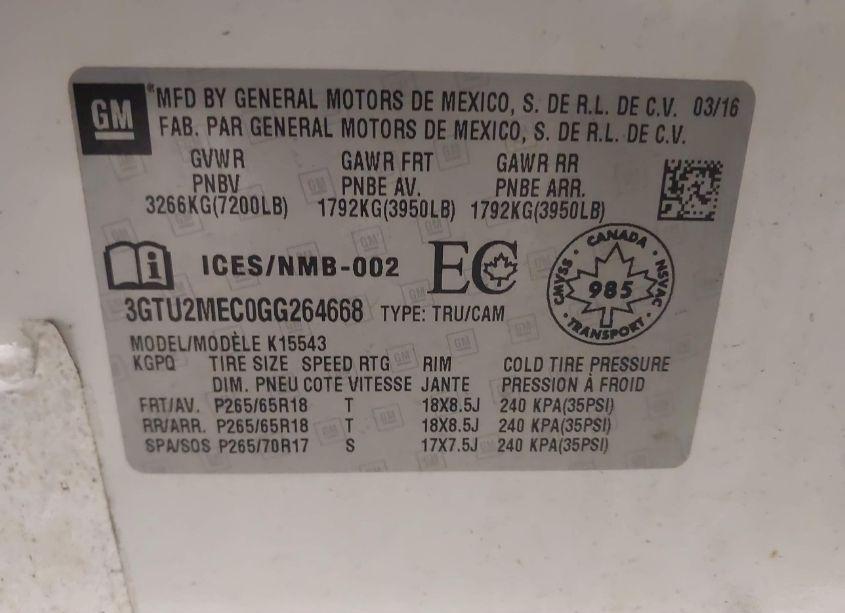 GM
*MFD BY GENERAL MOTORS DE MEXICO, S. DE R.L. DE C.V. 03/16
FAB. PAR GENERAL MOTORS DE MEXICO, S. DE R.L. DE C.V.
GVWR GAWR FRT GAWR RR
PNBV PNBE AV. PNBE ARR.
3266KG(7200LB) 1792KG(3950LB) 1792KG(3950LB)
i ICES/NMB-002 EC
CANADA
CMVSS 985 NSVAC
TRANSPORT
3GTU2MEC0GG264668 TYPE: TRU/CAM
MODEL/MODÈLE K15543
KGPQ TIRE SIZE SPEED RTG RIM COLD TIRE PRESSURE
DIM. PNEU COTE VITESSE JANTE PRESSION À FROID
FRT/AV. P265/65R18 T 18X8.5J 240 KPA(35PSI)
RR/ARR. P265/65R18 T 18X8.5J 240 KPA(35PSI)
SPA/SOS P265/70R17 S 17X7.5J 240 KPA(35PSI)